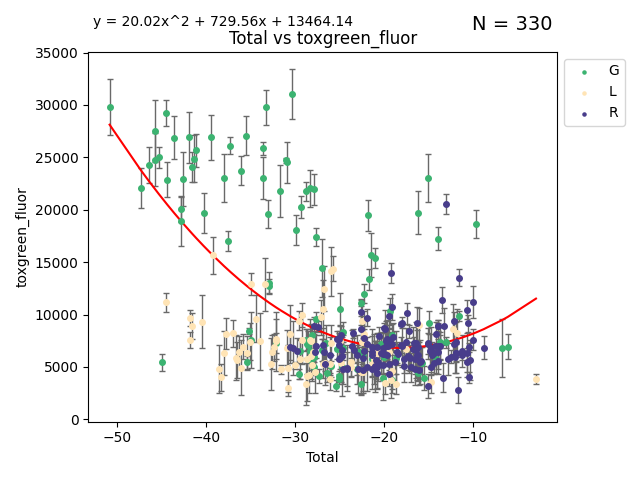 y = 20.02x^2 + 729.56x + 13464.14
N = 330
Total vs toxgreen_fluor
35000
30000
25000
20000
15000
10000
5000
0
toxgreen_fluor
−50
−40
−30
−20
−10
Total
G
L
R